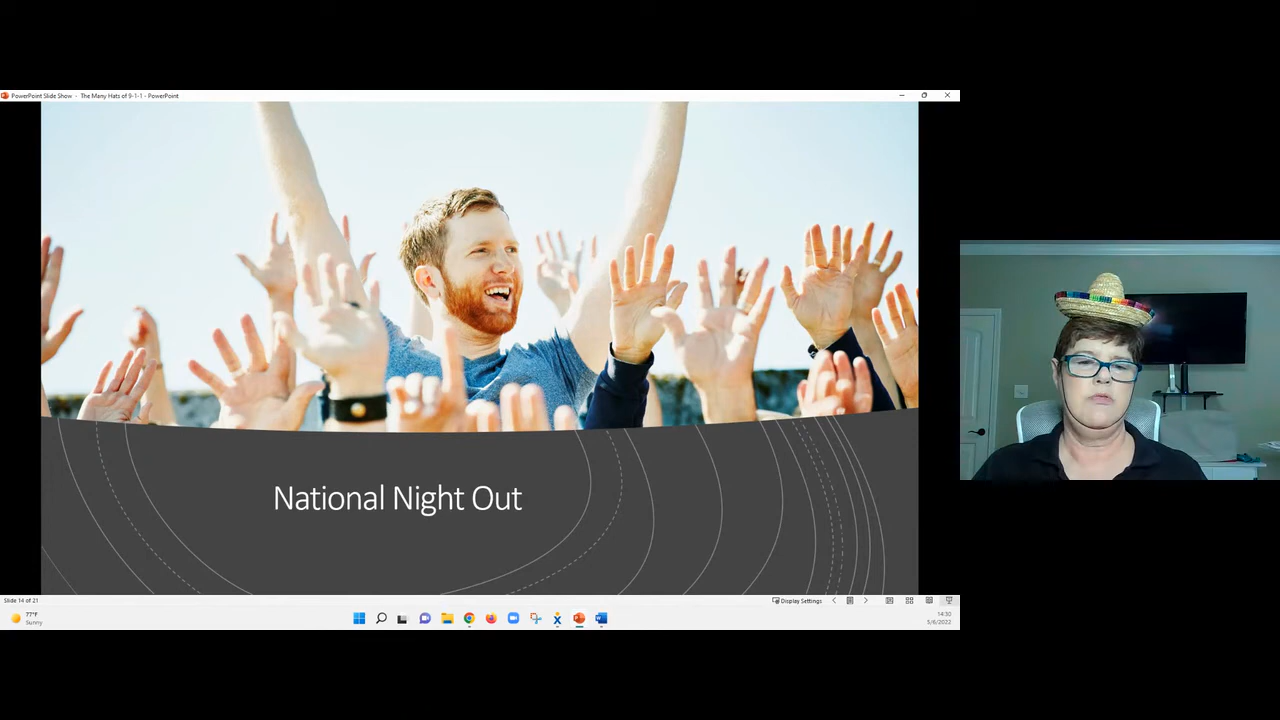 PowerPoint Slide Show - The Many Hats of 9-1-1 - PowerPoint
National Night Out
Slide 14 of 21
Display Settings
77°F
Sunny
14:30
5/6/2022